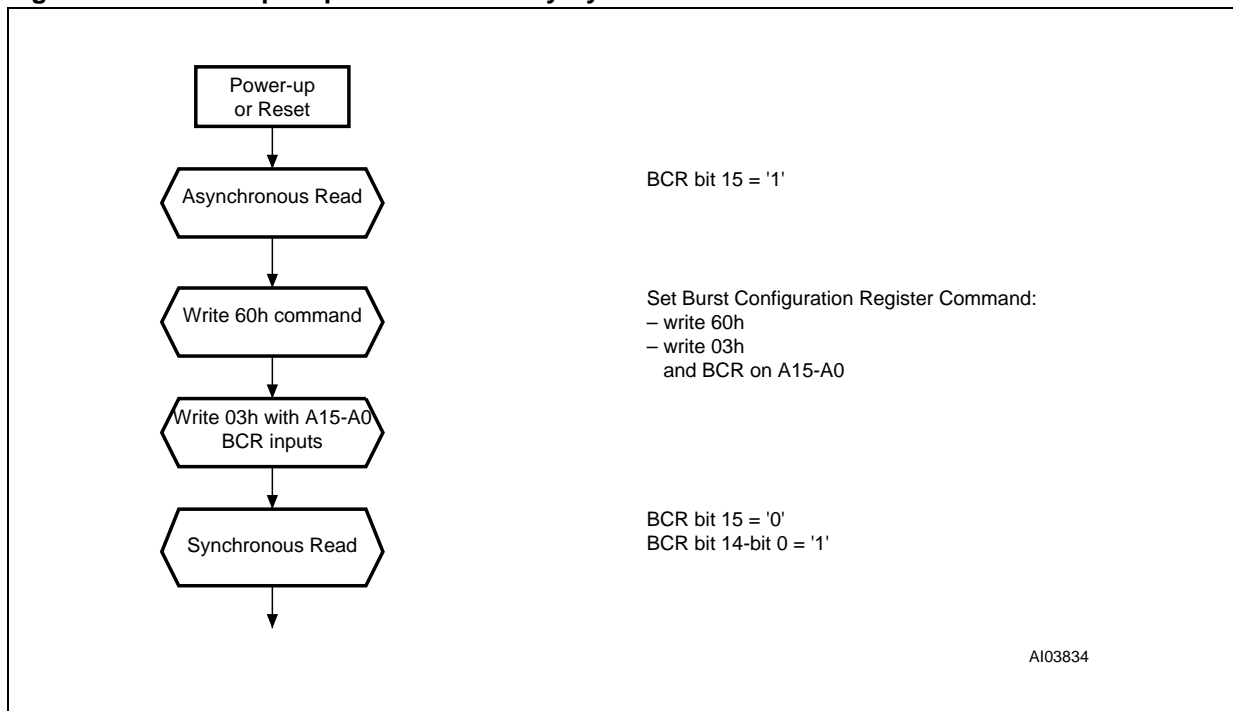 Power-up
or Reset
Asynchronous Read
BCR bit 15 = '1'
Write 60h command
Set Burst Configuration Register Command:
– write 60h
– write 03h
and BCR on A15-A0
Write 03h with A15-A0
BCR inputs
Synchronous Read
BCR bit 15 = '0'
BCR bit 14-bit 0 = '1'
AI03834